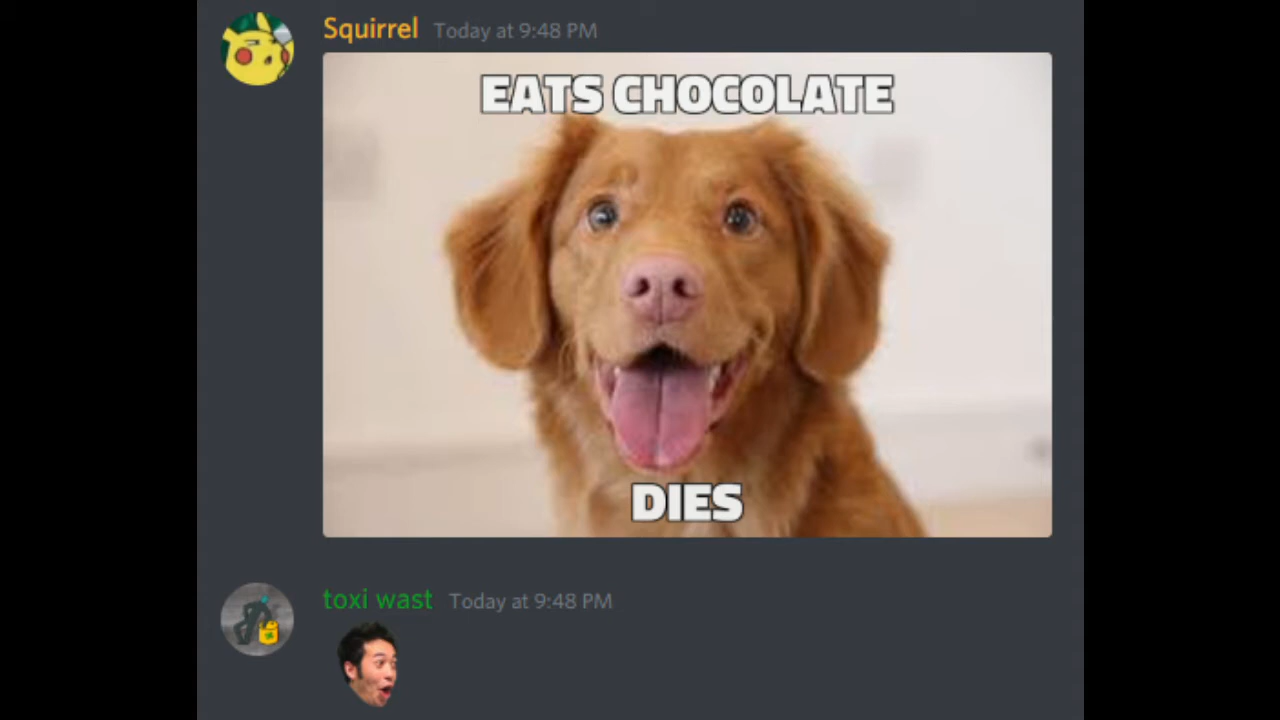 Squirrel Today at 9:48 PM
EATS CHOCOLATE
DIES
toxi wast Today at 9:48 PM